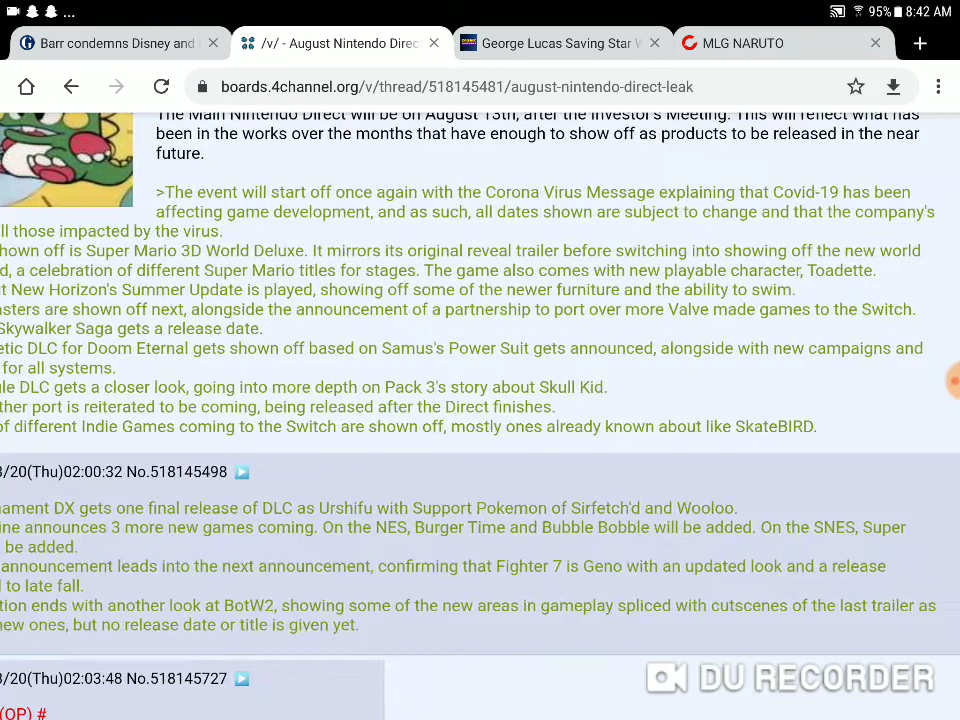 ...
95% 8:42 AM
Barr condemns Disney and
/v/ - August Nintendo Direc
George Lucas Saving Star W
MLG NARUTO
boards.4channel.org/v/thread/518145481/august-nintendo-direct-leak
The Main Nintendo Direct will be on August 13th, after the Investor's Meeting. This will reflect what has
been in the works over the months that have enough to show off as products to be released in the near
future.
>The event will start off once again with the Corona Virus Message explaining that Covid-19 has been
affecting game development, and as such, all dates shown are subject to change and that the company's
ll those impacted by the virus.
hown off is Super Mario 3D World Deluxe. It mirrors its original reveal trailer before switching into showing off the new world
d, a celebration of different Super Mario titles for stages. The game also comes with new playable character, Toadette.
t New Horizon's Summer Update is played, showing off some of the newer furniture and the ability to swim.
asters are shown off next, alongside the announcement of a partnership to port over more Valve made games to the Switch.
Skywalker Saga gets a release date.
etic DLC for Doom Eternal gets shown off based on Samus's Power Suit gets announced, alongside with new campaigns and
for all systems.
le DLC gets a closer look, going into more depth on Pack 3's story about Skull Kid.
ther port is reiterated to be coming, being released after the Direct finishes.
of different Indie Games coming to the Switch are shown off, mostly ones already known about like SkateBIRD.
3/20(Thu)02:00:32 No.518145498
nament DX gets one final release of DLC as Urshifu with Support Pokemon of Sirfetch'd and Wooloo.
ine announces 3 more new games coming. On the NES, Burger Time and Bubble Bobble will be added. On the SNES, Super
be added.
announcement leads into the next announcement, confirming that Fighter 7 is Geno with an updated look and a release
d to late fall.
tion ends with another look at BotW2, showing some of the new areas in gameplay spliced with cutscenes of the last trailer as
new ones, but no release date or title is given yet.
3/20(Thu)02:03:48 No.518145727
(OP) #
DU RECORDER